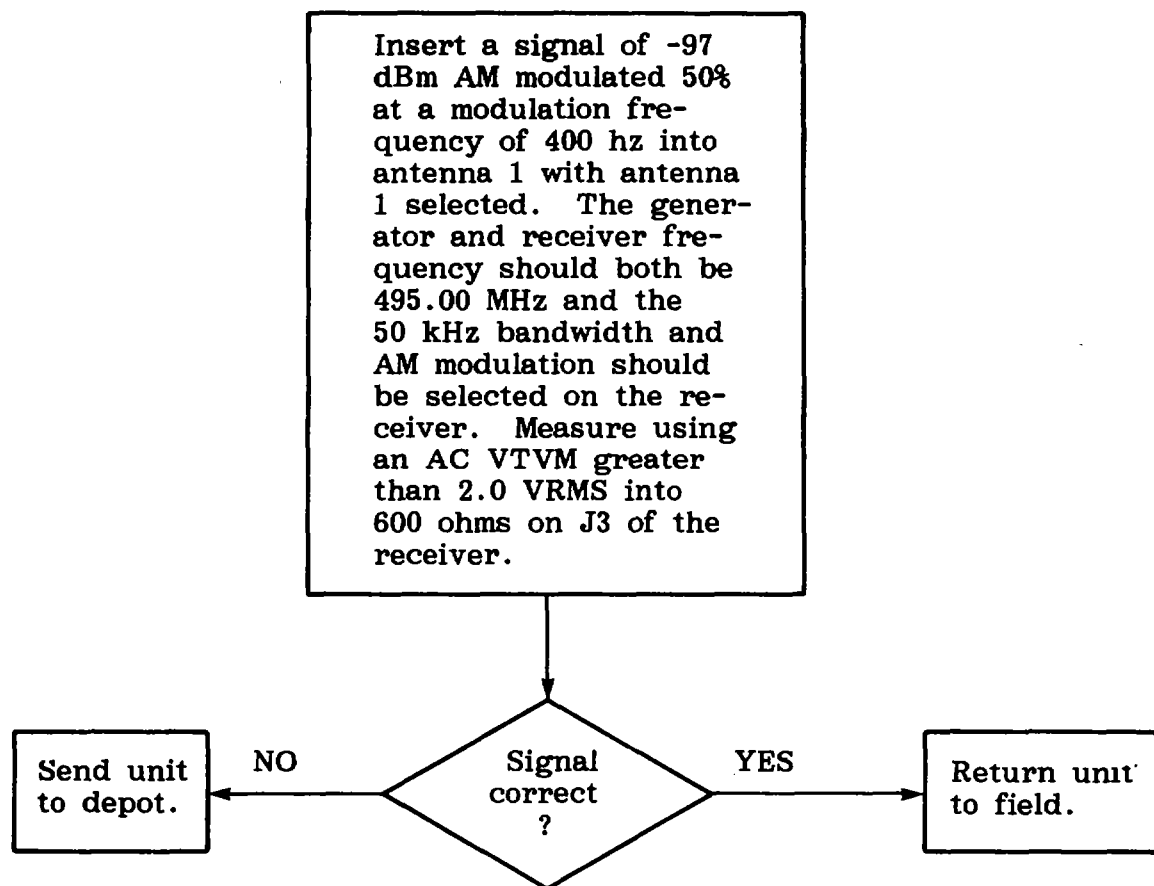 Insert a signal of -97
dBm AM modulated 50%
at a modulation fre-
quency of 400 hz into
antenna 1 with antenna
1 selected. The gener-
ator and receiver fre-
quency should both be
495.00 MHz and the
50 kHz bandwidth and
AM modulation should
be selected on the re-
ceiver. Measure using
an AC VTVM greater
than 2.0 VRMS into
600 ohms on J3 of the
receiver.
Send unit
to depot.
NO
Signal
correct
?
YES
Return unit
to field.